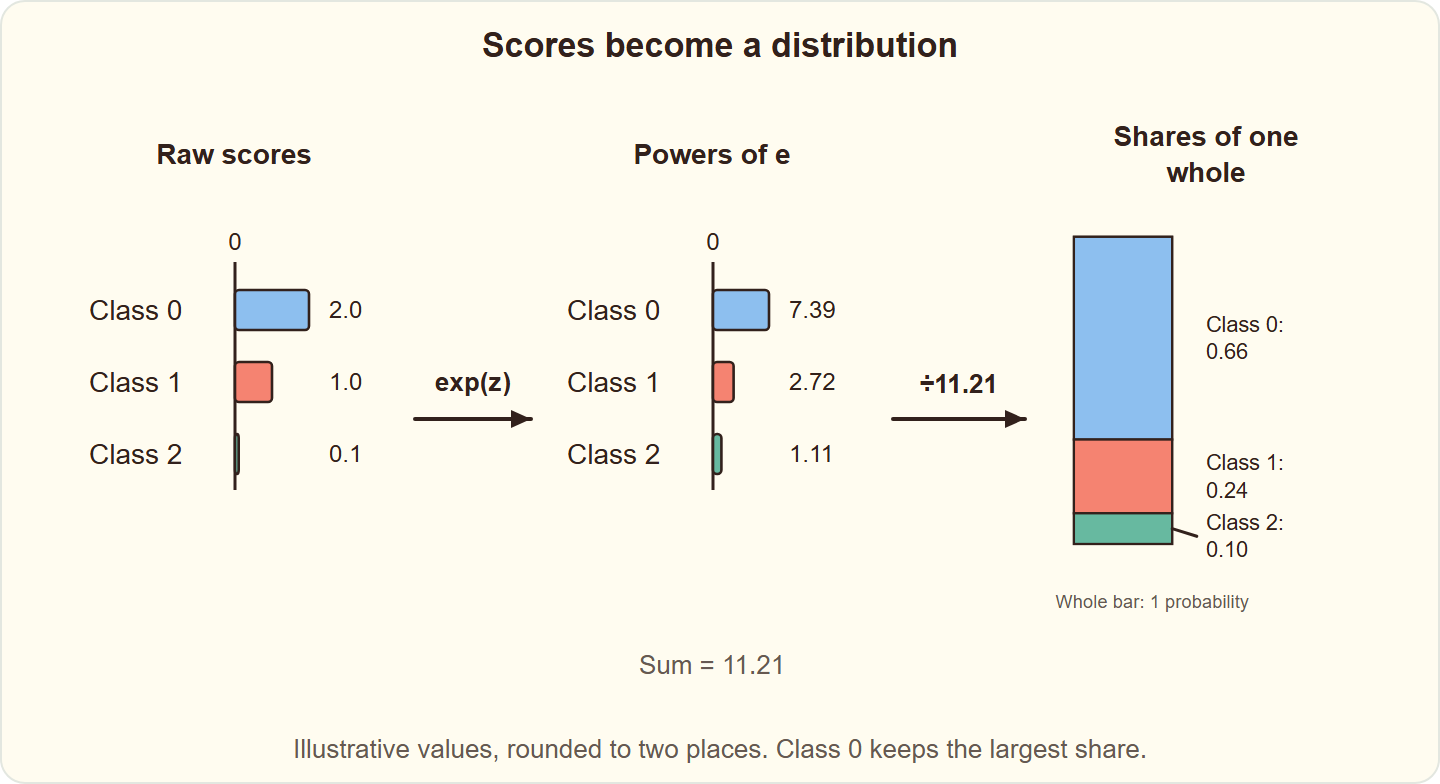 Scores become a distribution
Raw scores
0
Class 0 2.0
Class 1 1.0
Class 2 0.1
exp(z)
Powers of e
0
Class 0 7.39
Class 1 2.72
Class 2 1.11
÷11.21
Shares of one
whole
Class 0:
0.66
Class 1:
0.24
Class 2:
0.10
Whole bar: 1 probability
Sum = 11.21
Illustrative values, rounded to two places. Class 0 keeps the largest share.